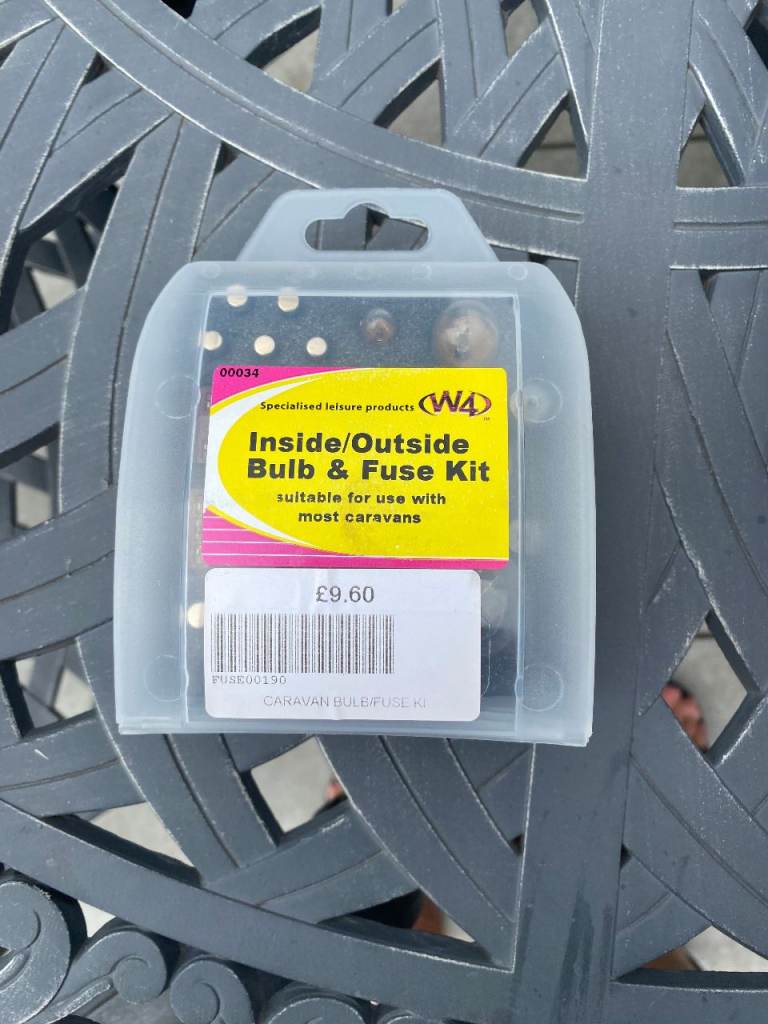 00034
Specialised leisure products W4
Inside/Outside
Bulb & Fuse Kit
suitable for use with
most caravans
£9.60
FUSE00190
CARAVAN BULB/FUSE KI